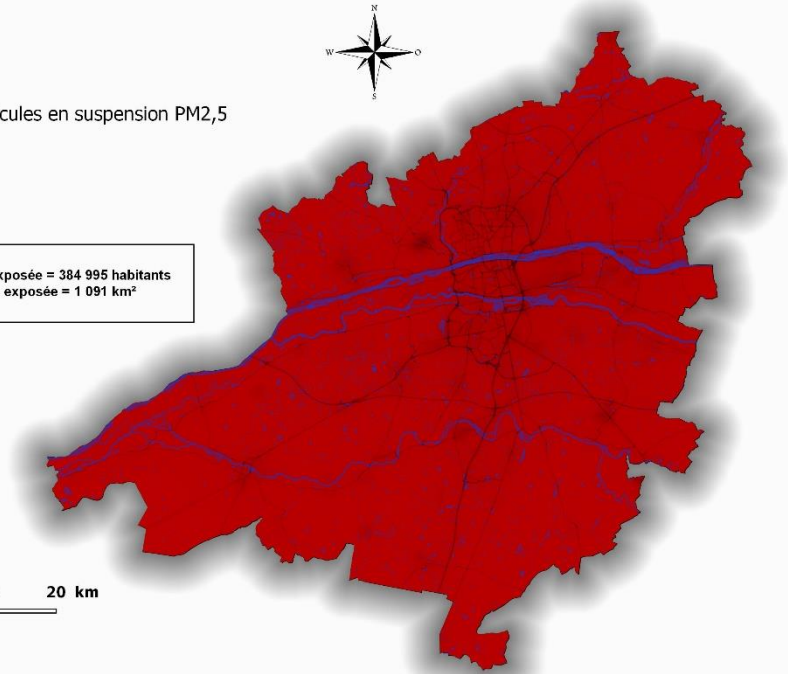 N
W O
S
cules en suspension PM2,5
xposée = 384 995 habitants
exposée = 1 091 km²
20 km